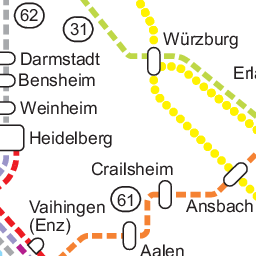 62
31
Würzburg
Darmstadt
Bensheim
Weinheim
Heidelberg
Crailsheim
61
Vaihingen
(Enz)
Ansbach
Aalen